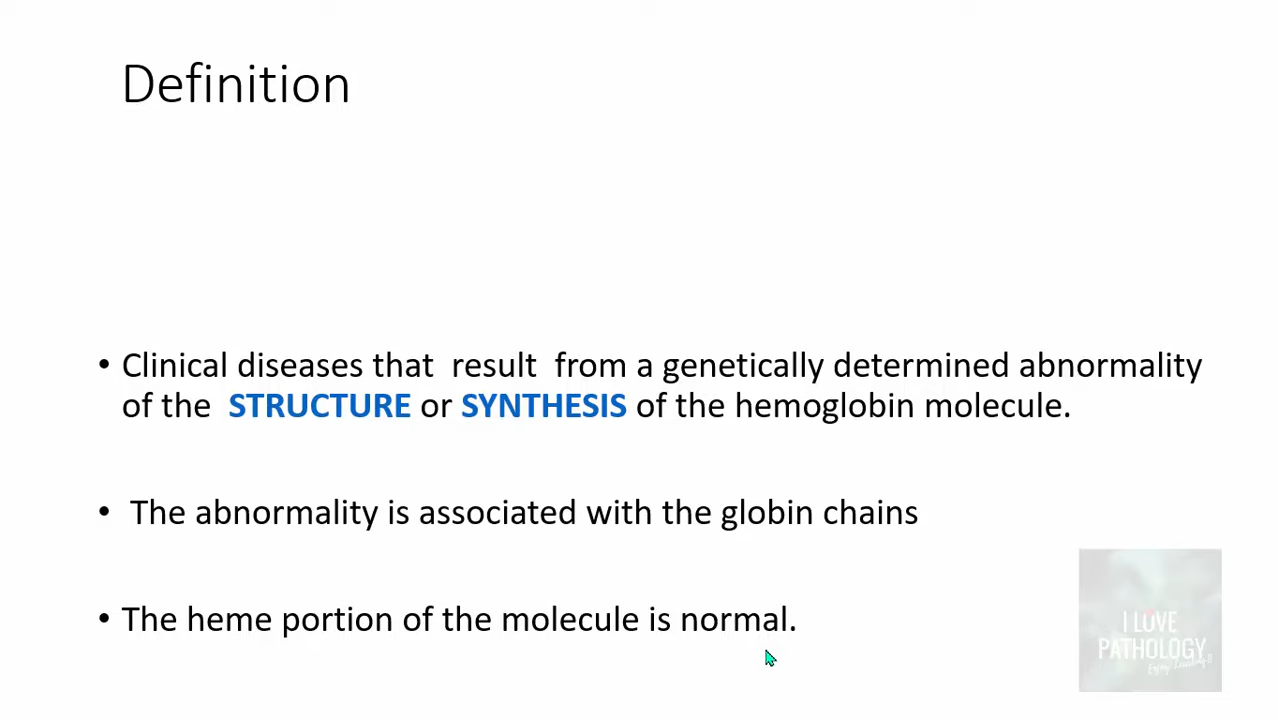 Definition
• Clinical diseases that result from a genetically determined abnormality
of the STRUCTURE or SYNTHESIS of the hemoglobin molecule.
• The abnormality is associated with the globin chains
• The heme portion of the molecule is normal.
I LOVE
PATHOLOGY